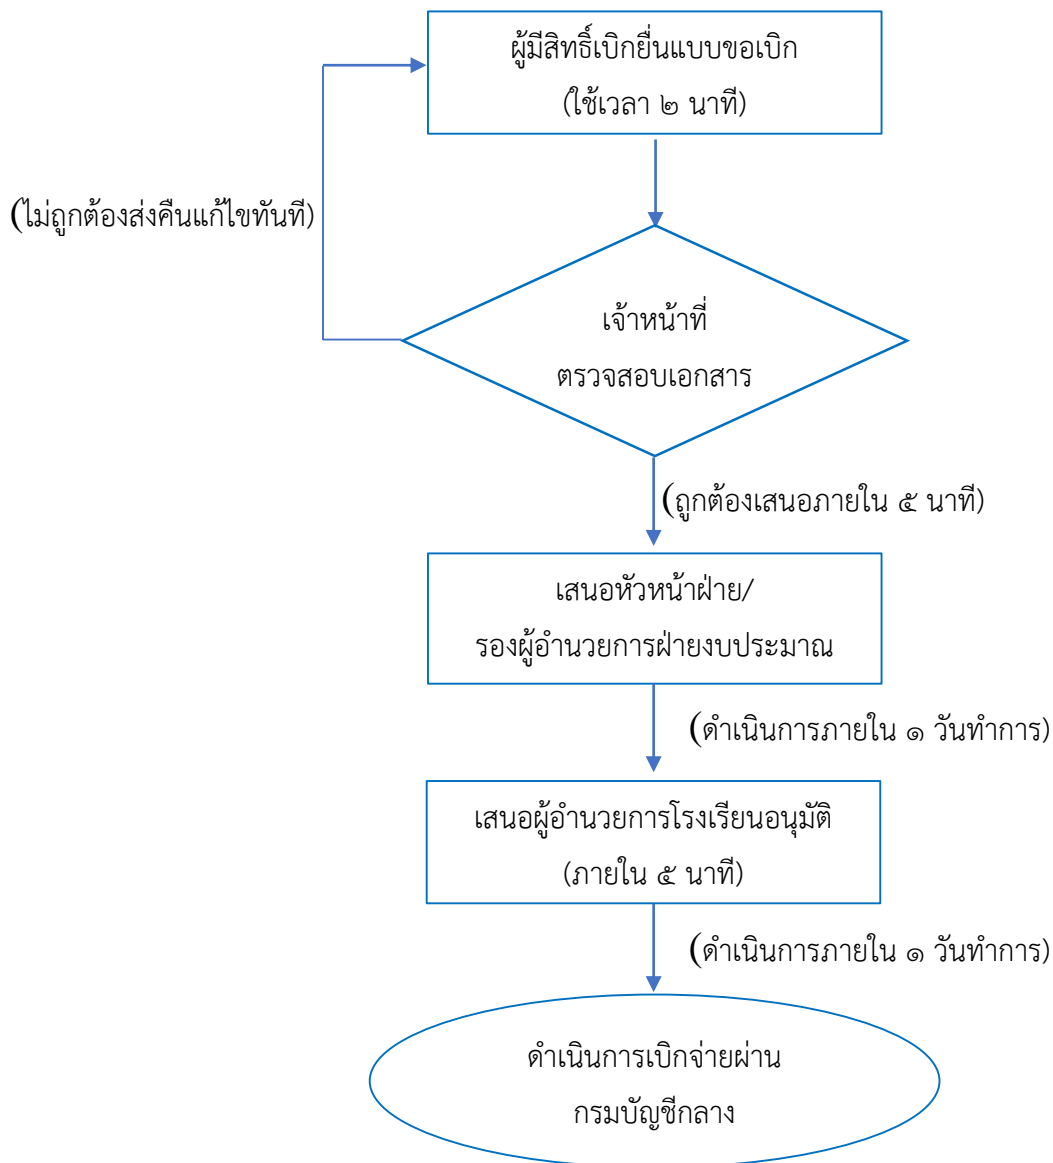 ผู้มีสิทธิ์เบิกยื่นแบบขอเบิก
(ใช้เวลา ๒ นาที)
(ไม่ถูกต้องส่งคืนแก้ไขทันที)
เจ้าหน้าที่
ตรวจสอบเอกสาร
(ถูกต้องเสนอภายใน ๕ นาที)
เสนอหัวหน้าฝ่าย/
รองผู้อำนวยการฝ่ายงบประมาณ
(ดำเนินการภายใน ๑ วันทำการ)
เสนอผู้อำนวยการโรงเรียนอนุมัติ
(ภายใน ๕ นาที)
(ดำเนินการภายใน ๑ วันทำการ)
ดำเนินการเบิกจ่ายผ่าน
กรมบัญชีกลาง